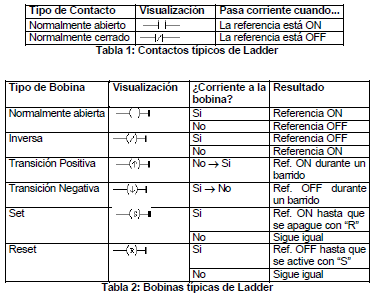 Tipo de Contacto Visualización Pasa corriente cuando...
Normalmente abierto La referencia está ON
Normalmente cerrado La referencia está OFF
Tabla 1: Contactos típicos de Ladder
Tipo de Bobina Visualización ¿Corriente a la bobina? Resultado
Normalmente abierta Si Referencia ON
No Referencia OFF
Inversa Si Referencia OFF
No Referencia ON
Transición Positiva No → Si Ref. ON durante un barrido
Transición Negativa Si → No Ref. OFF durante un barrido
Set S Si Ref. ON hasta que se apague con “R”
No Sigue igual
Reset R Si Ref. OFF hasta que se active con “S”
No Sigue igual
Tabla 2: Bobinas típicas de Ladder